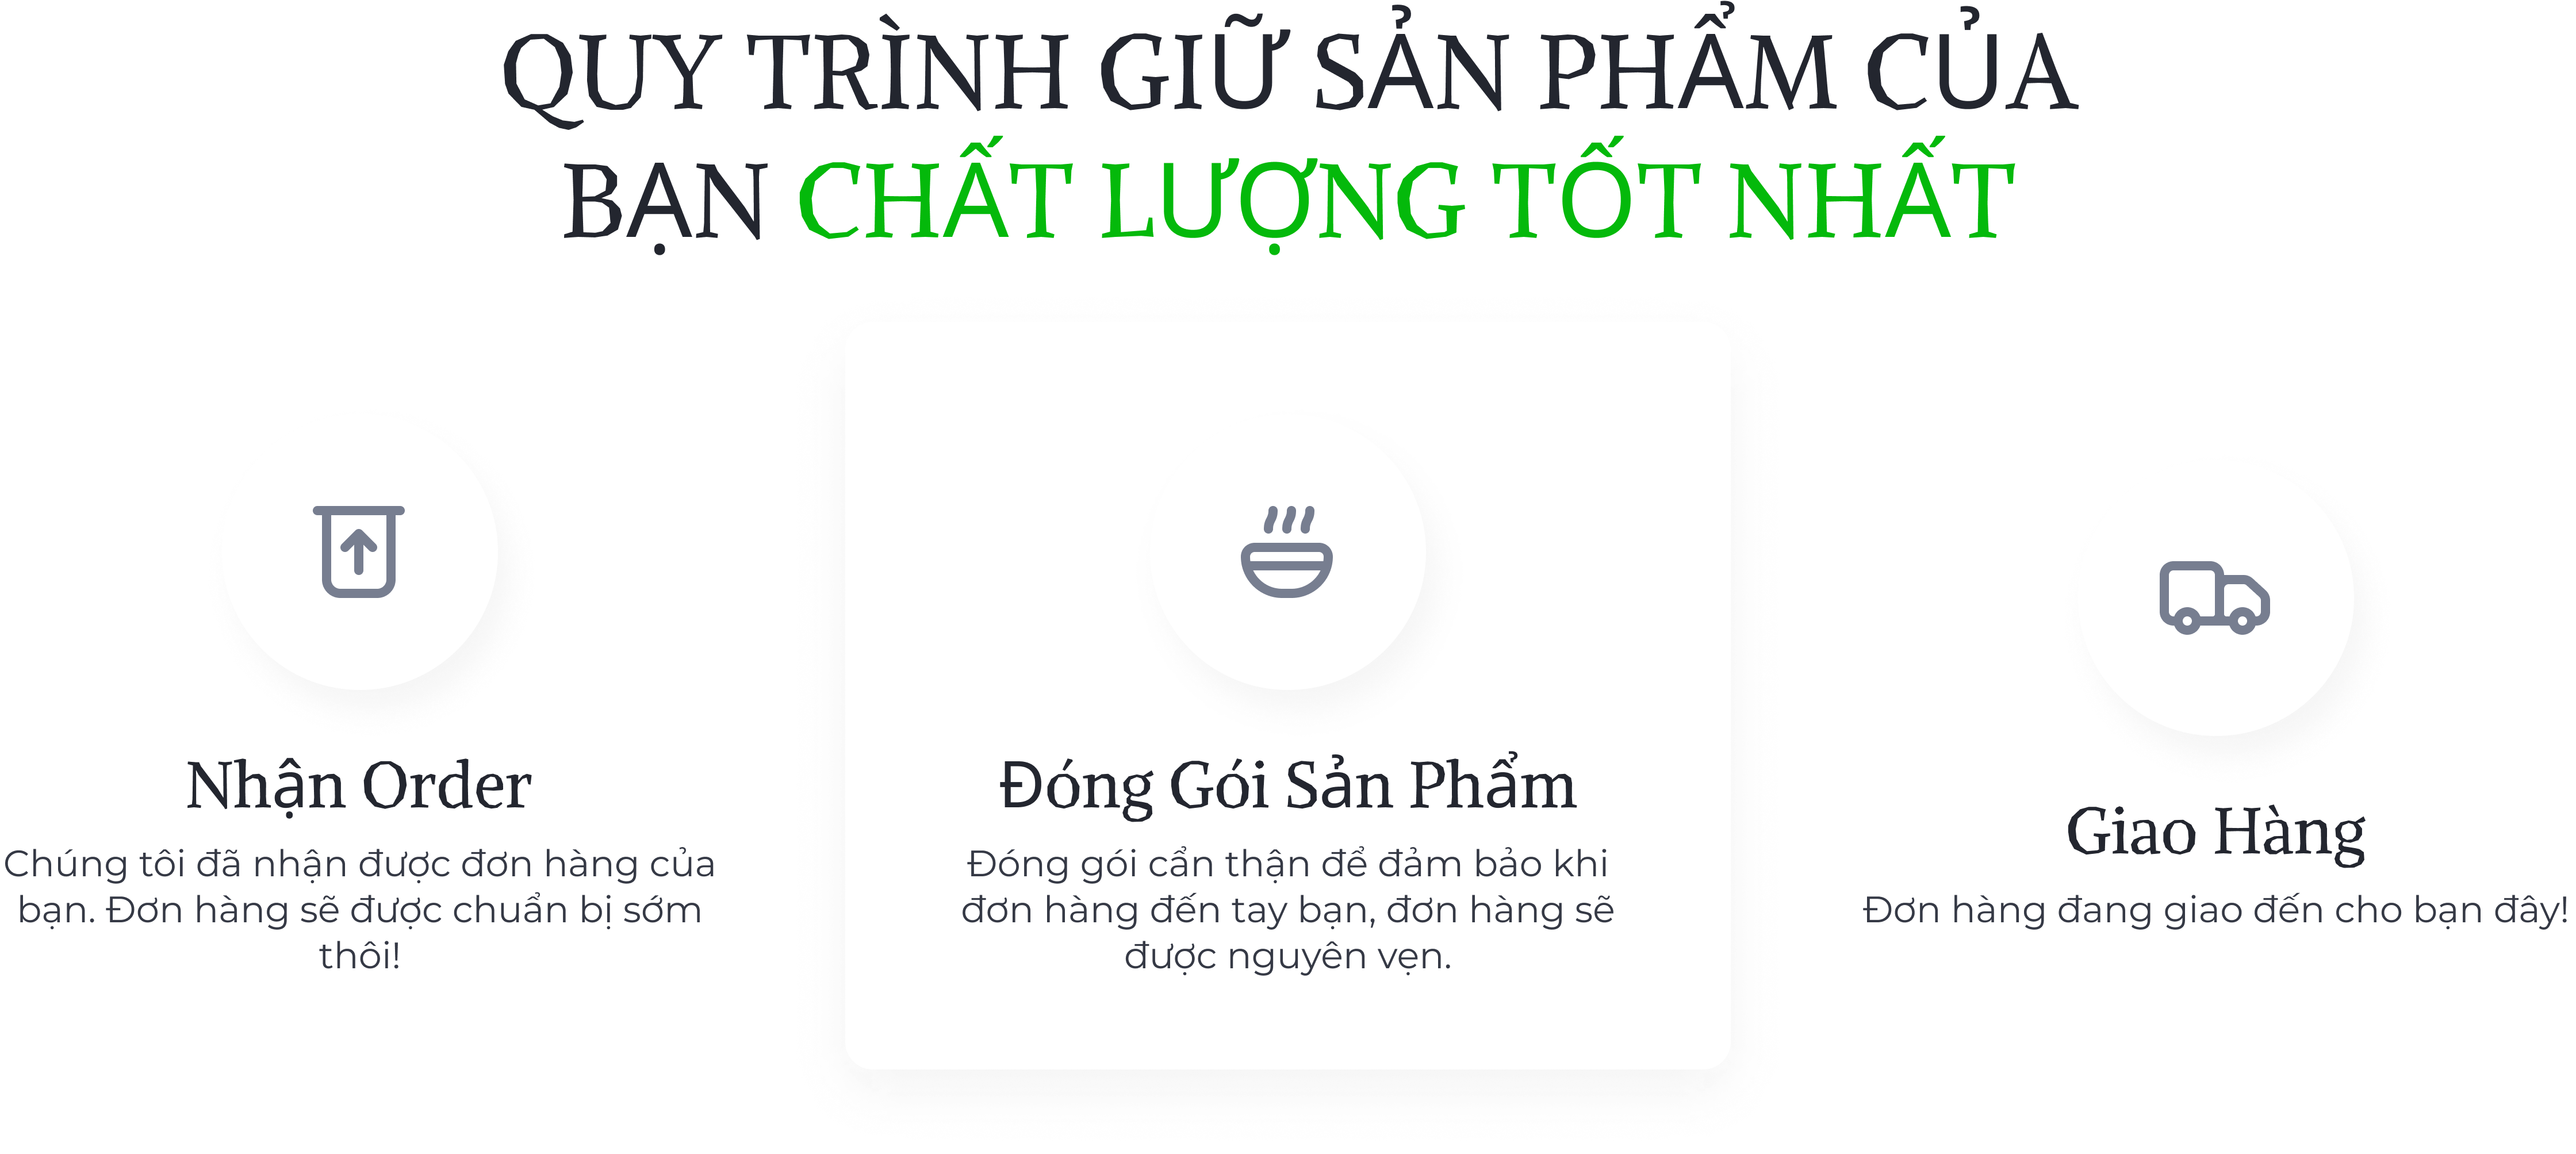 QUY TRÌNH GIỮ SẢN PHẨM CỦA
BẠN CHẤT LƯỢNG TỐT NHẤT
Nhận Order
Chúng tôi đã nhận được đơn hàng của
bạn. Đơn hàng sẽ được chuẩn bị sớm
thôi!
Đóng Gói Sản Phẩm
Đóng gói cẩn thận để đảm bảo khi
đơn hàng đến tay bạn, đơn hàng sẽ
được nguyên vẹn.
Giao Hàng
Đơn hàng đang giao đến cho bạn đây!